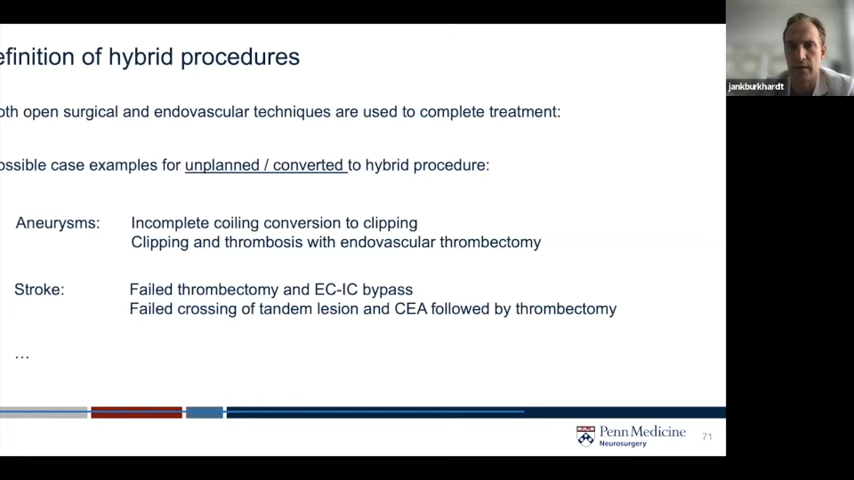 efinition of hybrid procedures
oth open surgical and endovascular techniques are used to complete treatment:
ossible case examples for unplanned / converted to hybrid procedure:
Aneurysms: Incomplete coiling conversion to clipping
Clipping and thrombosis with endovascular thrombectomy
Stroke: Failed thrombectomy and EC-IC bypass
Failed crossing of tandem lesion and CEA followed by thrombectomy
...
Penn Medicine
Neurosurgery
71
jankburkhardt